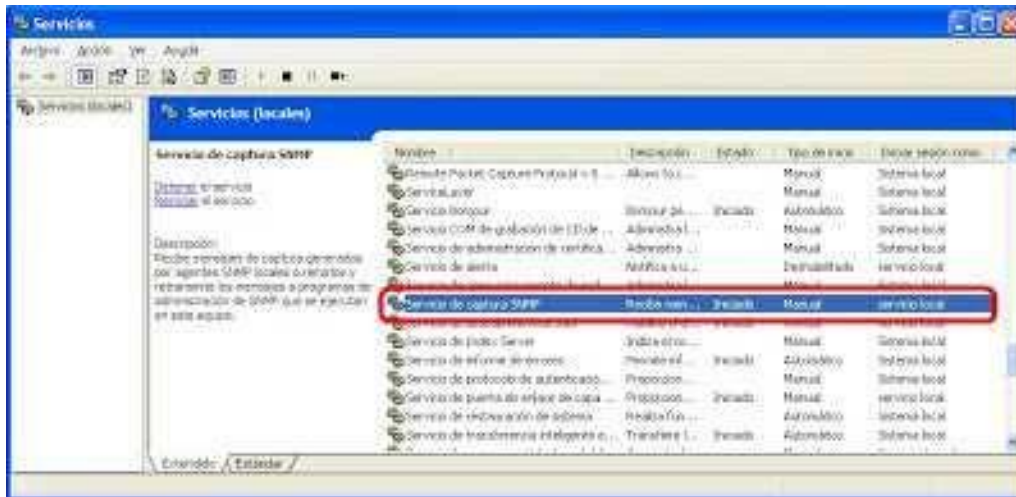 Servicios
Archivo Acción Ver Ayuda
Servicios (locales)
Servicios (locales)
Servicio de captura SNMP
Detener el servicio
Reiniciar el servicio
Descripción:
Recibe mensajes de captura generados
por agentes SNMP locales o remotos y
retransmite los mensajes a programas de
administración de SNMP que se ejecutan
en este equipo.
Nombre Descripción Estado Tipo de inicio Iniciar sesión como
Remote Packet Capture Protocol v.0 ... Allows to c... Manual Sistema local
ServiceLayer Manual Sistema local
Servicio Bonjour Bonjour pe... Iniciado Automático Sistema local
Servicio COM de grabación de CD de ... Administra l... Manual Sistema local
Servicio de administración de certifica... Administra ... Manual Sistema local
Servicio de alerta Notifica a u... Deshabilitado servicio local
Servicio de captura SNMP Recibe men... Iniciado Manual servicio local
Servicio de Index Server Indiza el co... Manual Sistema local
Servicio de informe de errores Permite inf... Iniciado Automático Sistema local
Servicio de protocolo de autenticació... Proporcion... Manual Sistema local
Servicio de puerta de enlace de capa ... Proporcion... Iniciado Manual servicio local
Servicio de restauración de sistema Realiza fun... Automático Sistema local
Servicio de transferencia inteligente e... Transfiere l... Iniciado Automático Sistema local
Extendido Estándar